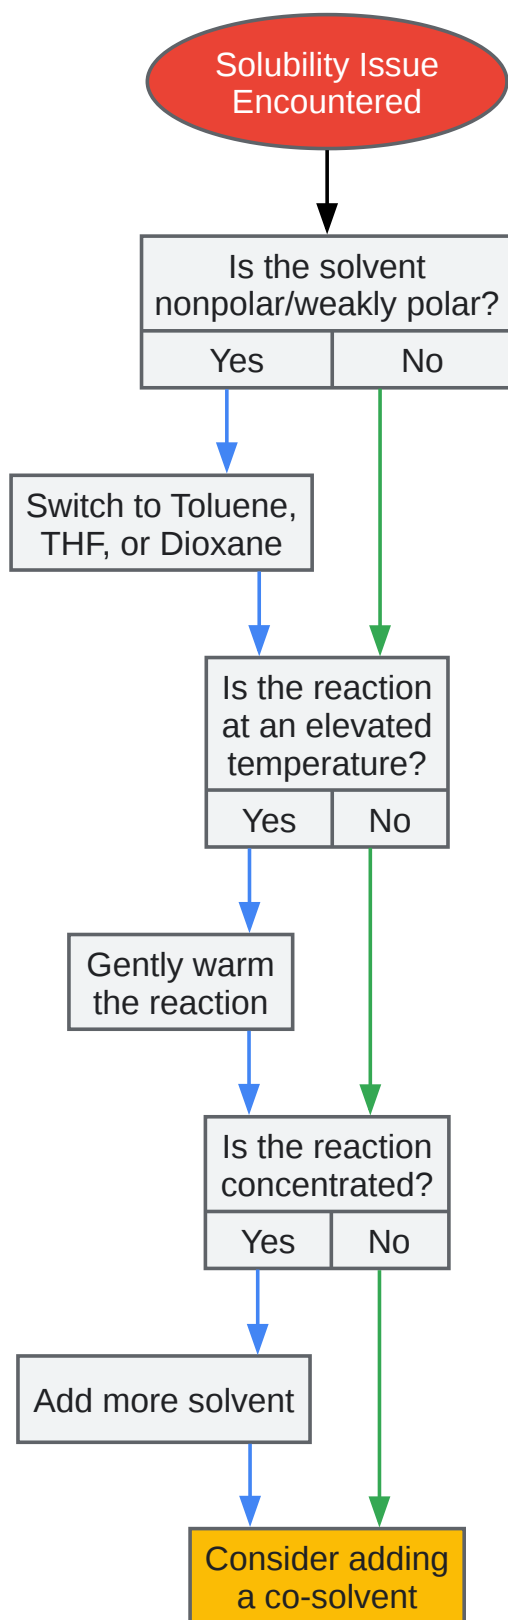 Solubility Issue
Encountered
Is the solvent
nonpolar/weakly polar?
Yes
No
Switch to Toluene,
THF, or Dioxane
Is the reaction
at an elevated
temperature?
Yes
No
Gently warm
the reaction
Is the reaction
concentrated?
Yes
No
Add more solvent
Consider adding
a co-solvent